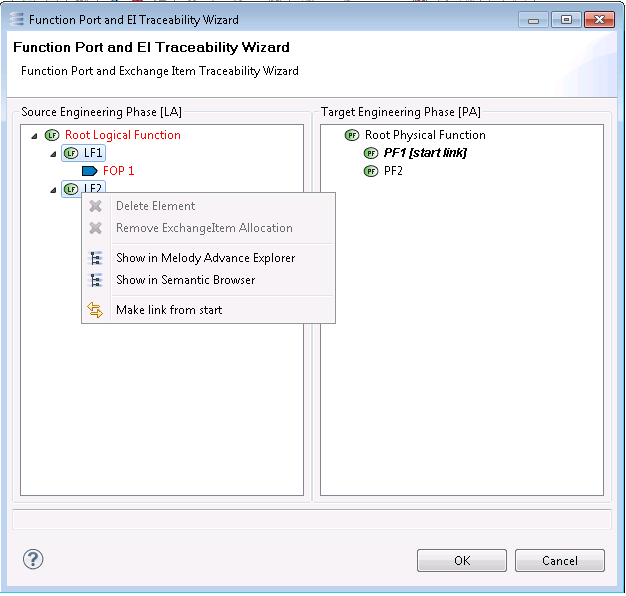 Function Port and EI Traceability Wizard
Function Port and EI Traceability Wizard
Function Port and Exchange Item Traceability Wizard
Source Engineering Phase [LA]
Target Engineering Phase [PA]
LF Root Logical Function
LF LF1
FOP 1
LF LF2
PF Root Physical Function
PF PF1 [start link]
PF PF2
Delete Element
Remove ExchangeItem Allocation
Show in Melody Advance Explorer
Show in Semantic Browser
Make link from start
?
OK
Cancel